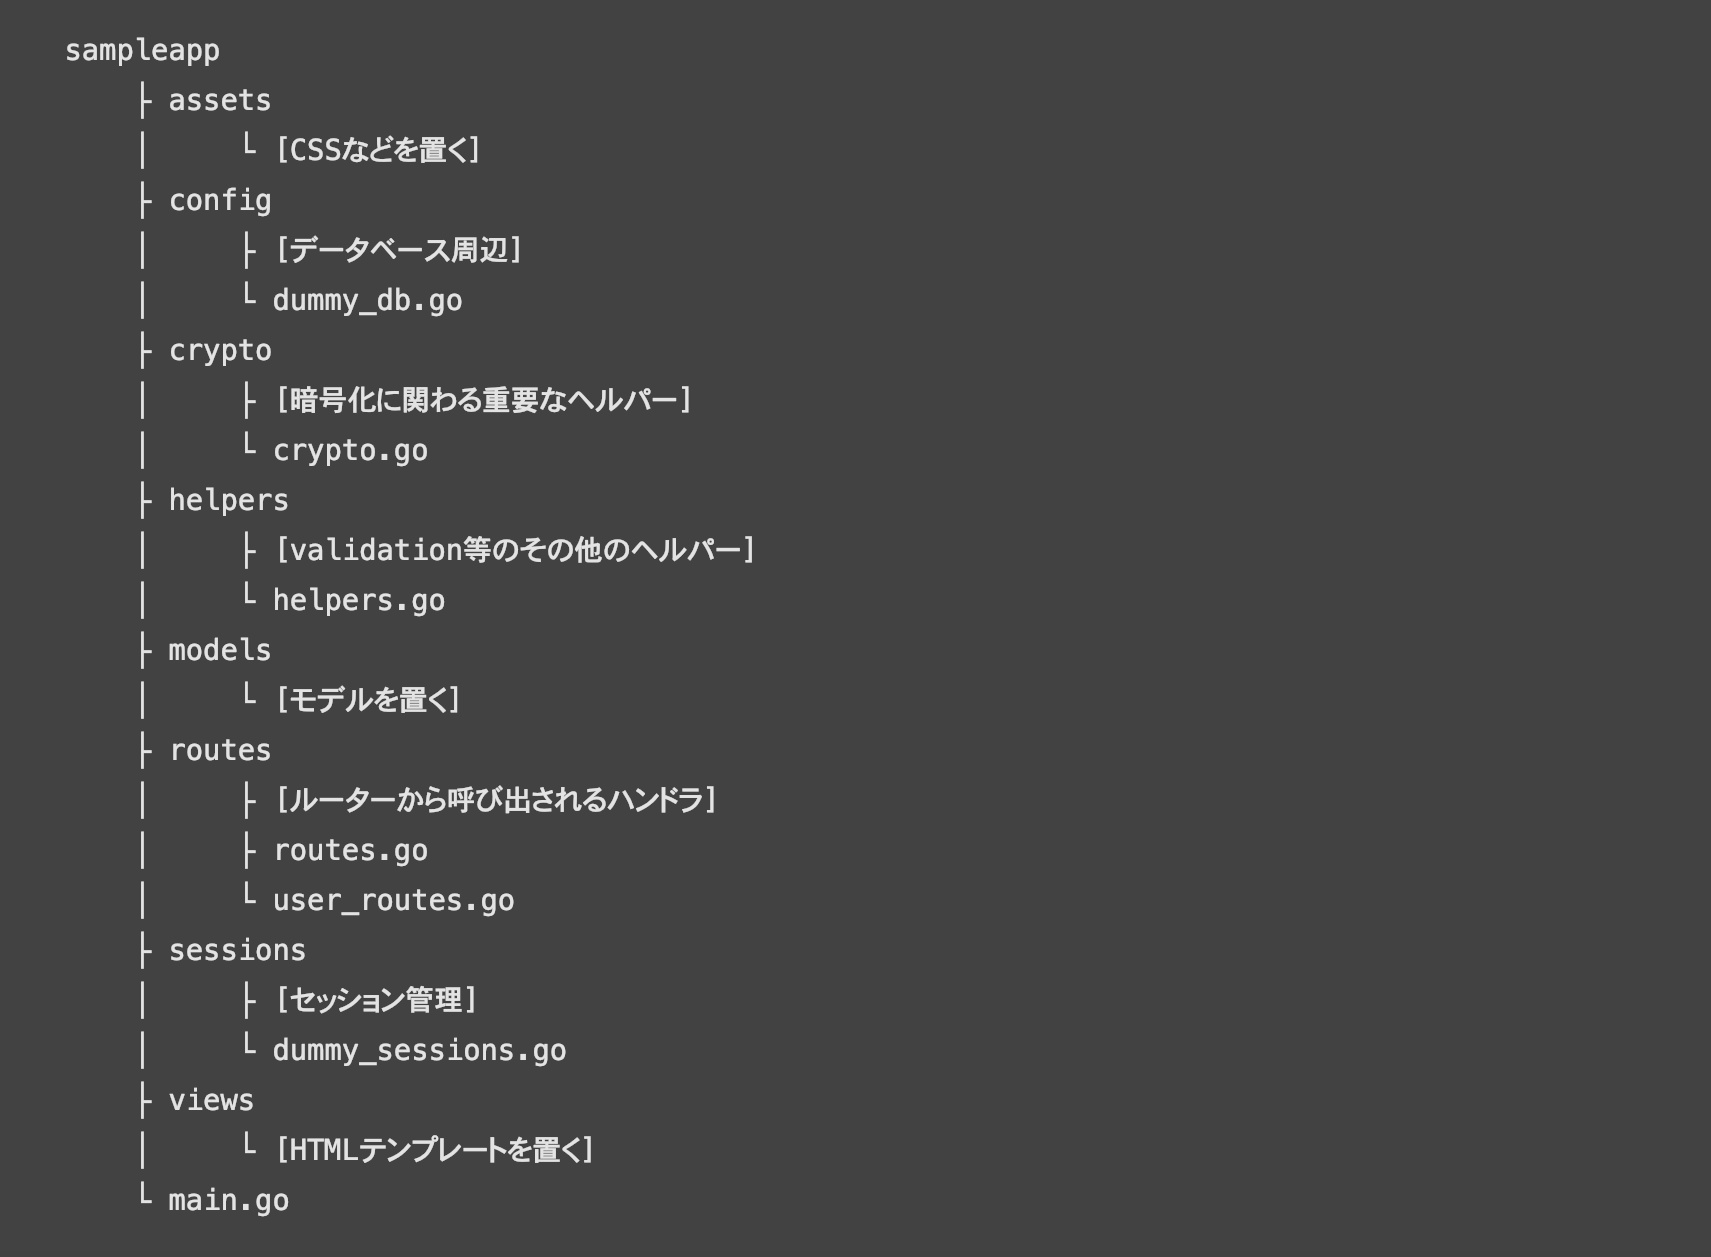 sampleapp
    ├ assets
    │     └ [CSSなどを置く]
    ├ config
    │     ├ [データベース周辺]
    │     └ dummy_db.go
    ├ crypto
    │     ├ [暗号化に関わる重要なヘルパー]
    │     └ crypto.go
    ├ helpers
    │     ├ [validation等のその他のヘルパー]
    │     └ helpers.go
    ├ models
    │     └ [モデルを置く]
    ├ routes
    │     ├ [ルーターから呼び出されるハンドラ]
    │     ├ routes.go
    │     └ user_routes.go
    ├ sessions
    │     ├ [セッション管理]
    │     └ dummy_sessions.go
    ├ views
    │     └ [HTMLテンプレートを置く]
    └ main.go